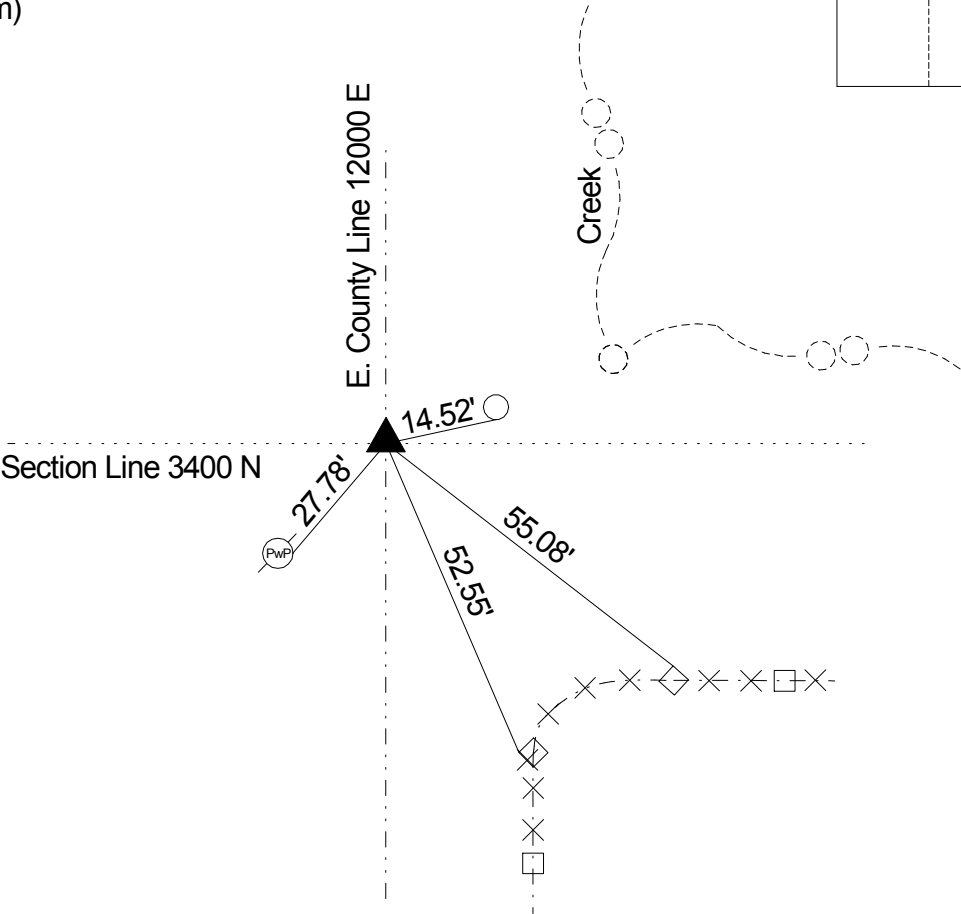 m)
E. County Line 12000 E
Creek
14.52'
Section Line 3400 N
27.78'
PwP
55.08'
52.55'